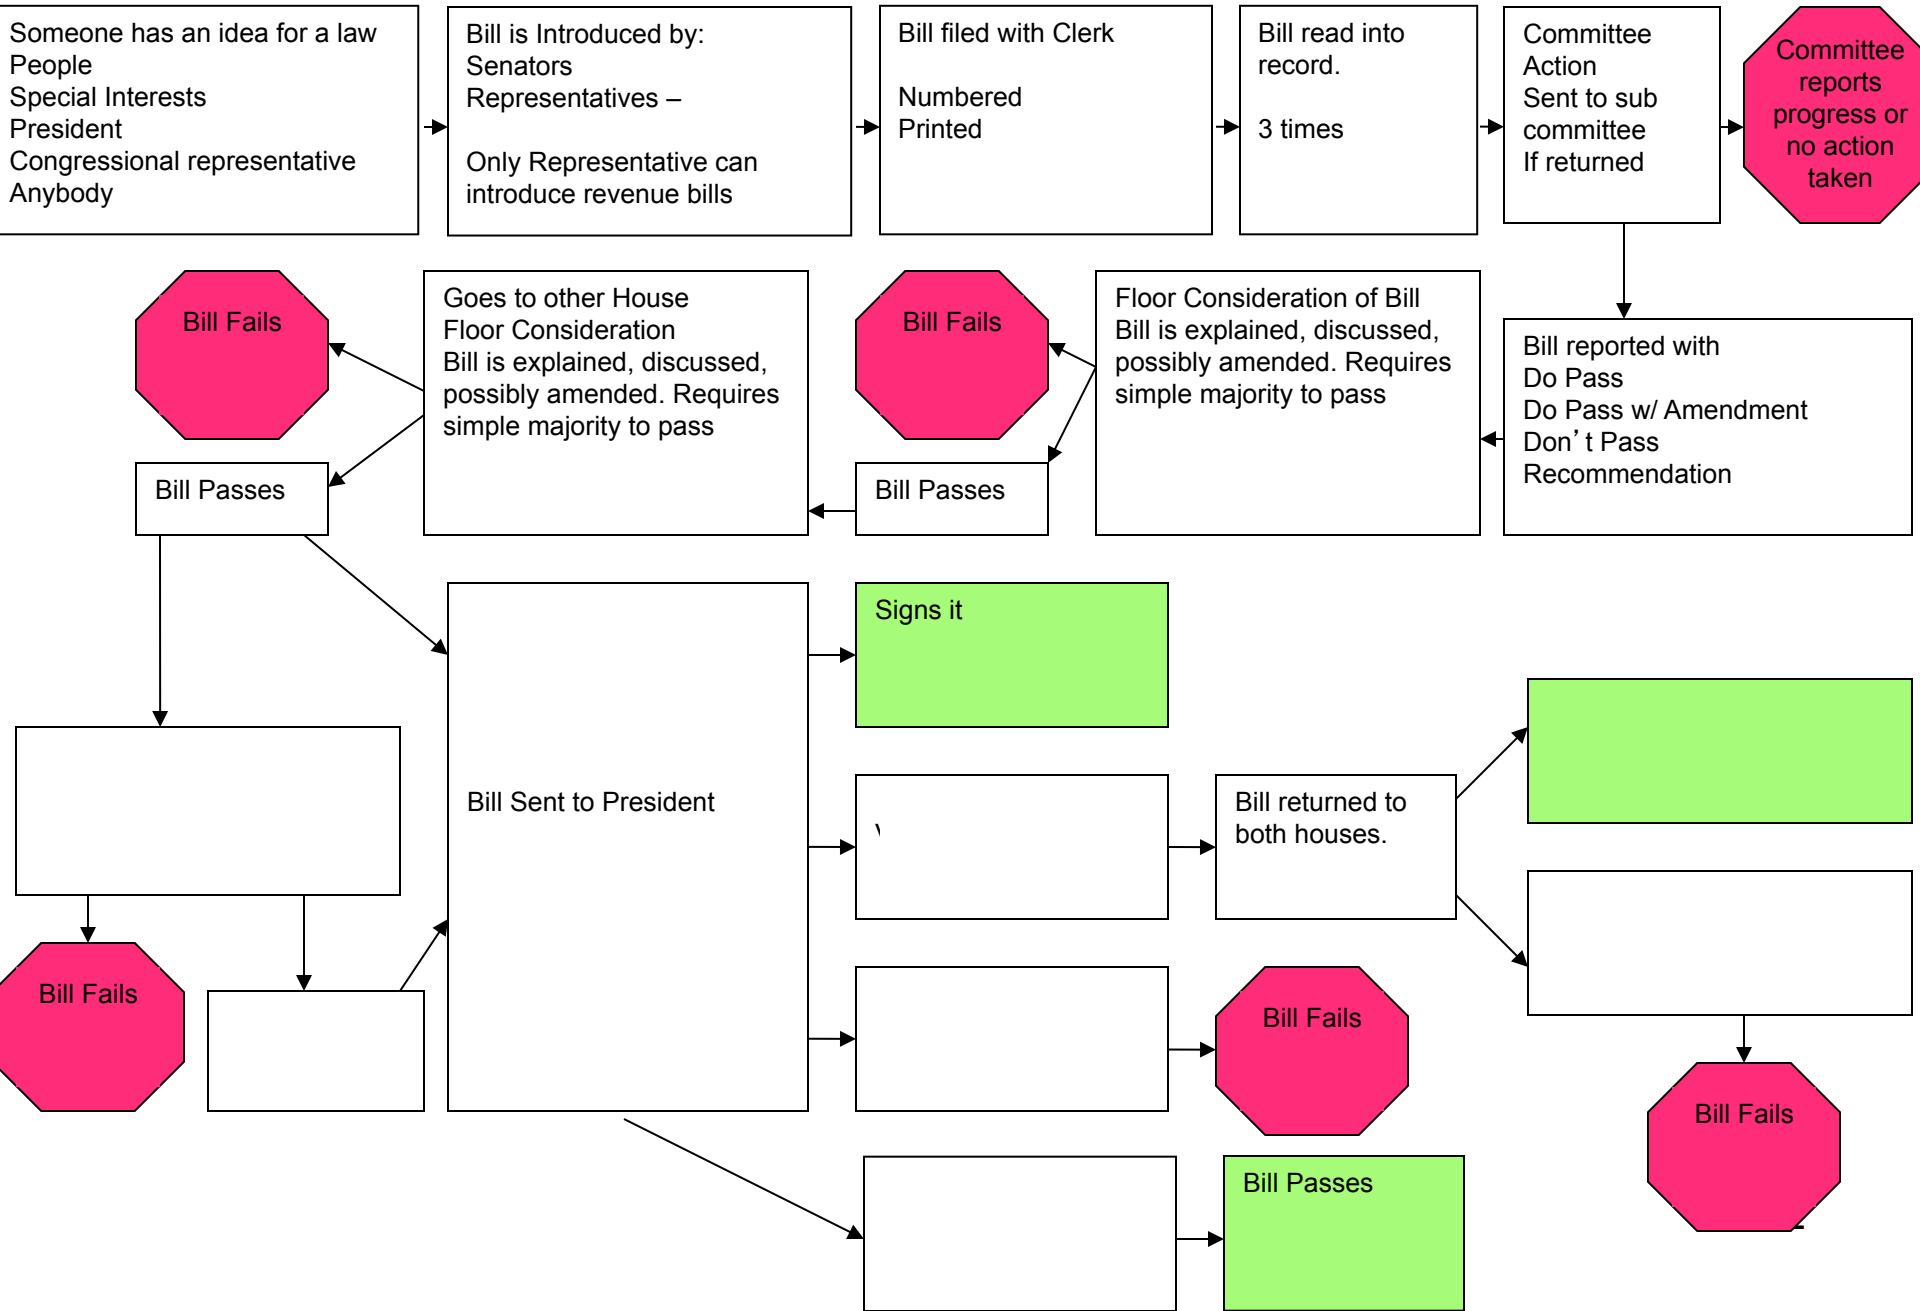 Someone has an idea for a law
People
Special Interests
President
Congressional representative
Anybody
Bill is Introduced by:
Senators
Representatives –
Only Representative can
introduce revenue bills
Bill filed with Clerk
Numbered
Printed
Bill read into
record.
3 times
Committee
Action
Sent to sub
committee
If returned
Committee
reports
progress or
no action
taken
Bill Fails
Goes to other House
Floor Consideration
Bill is explained, discussed,
possibly amended. Requires
simple majority to pass
Bill Fails
Floor Consideration of Bill
Bill is explained, discussed,
possibly amended. Requires
simple majority to pass
Bill reported with
Do Pass
Do Pass w/ Amendment
Don’t Pass
Recommendation
Bill Passes
Bill Passes
Signs it
Bill Sent to President
Bill returned to
both houses.
Bill Fails
Bill Fails
Bill Fails
Bill Passes